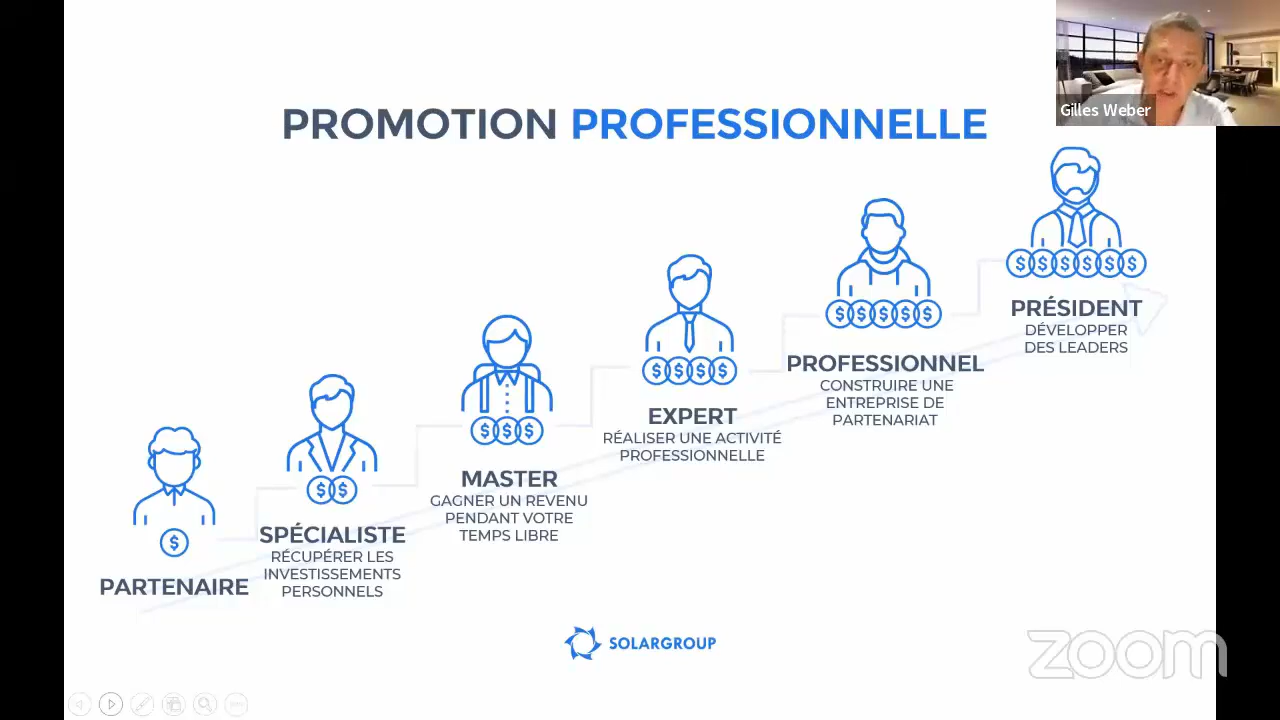 Gilles Weber
PROMOTION PROFESSIONNELLE
PRÉSIDENT
DÉVELOPPER
DES LEADERS
PROFESSIONNEL
CONSTRUIRE UNE
ENTREPRISE DE
PARTENARIAT
EXPERT
RÉALISER UNE ACTIVITÉ
PROFESSIONNELLE
MASTER
GAGNER UN REVENU
PENDANT VOTRE
TEMPS LIBRE
SPÉCIALISTE
RÉCUPÉRER LES
INVESTISSEMENTS
PERSONNELS
PARTENAIRE
SOLARGROUP
zoom